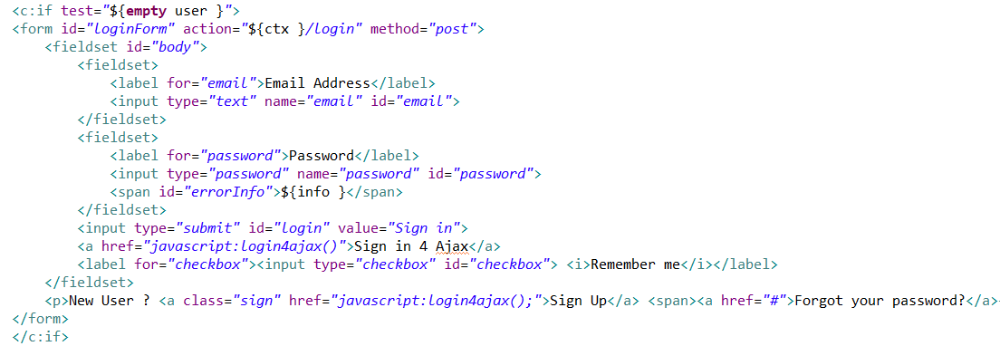 <c:if test="${empty user }">
<form id="loginForm" action="${ctx }/login" method="post">
    <fieldset id="body">
        <fieldset>
            <label for="email">Email Address</label>
            <input type="text" name="email" id="email">
        </fieldset>
        <fieldset>
            <label for="password">Password</label>
            <input type="password" name="password" id="password">
            <span id="errorInfo">${info }</span>
        </fieldset>
        <input type="submit" id="login" value="Sign in">
        <a href="javascript:login4ajax()">Sign in 4 Ajax</a>
        <label for="checkbox"><input type="checkbox" id="checkbox"> <i>Remember me</i></label>
    </fieldset>
    <p>New User ? <a class="sign" href="javascript:login4ajax();">Sign Up</a> <span><a href="#">Forgot your password?</a>
</form>
</c:if>